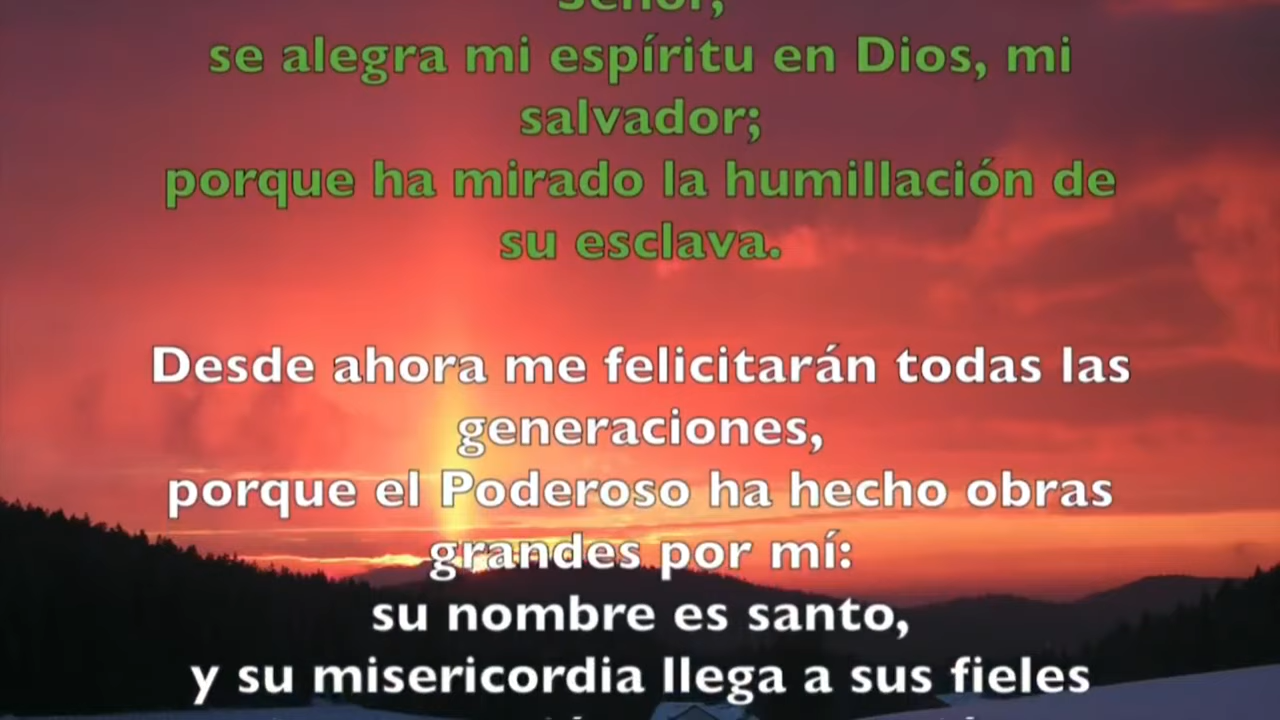 Señor,
se alegra mi espíritu en Dios, mi
salvador;
porque ha mirado la humillación de
su esclava.
Desde ahora me felicitarán todas las
generaciones,
porque el Poderoso ha hecho obras
grandes por mí:
su nombre es santo,
y su misericordia llega a sus fieles